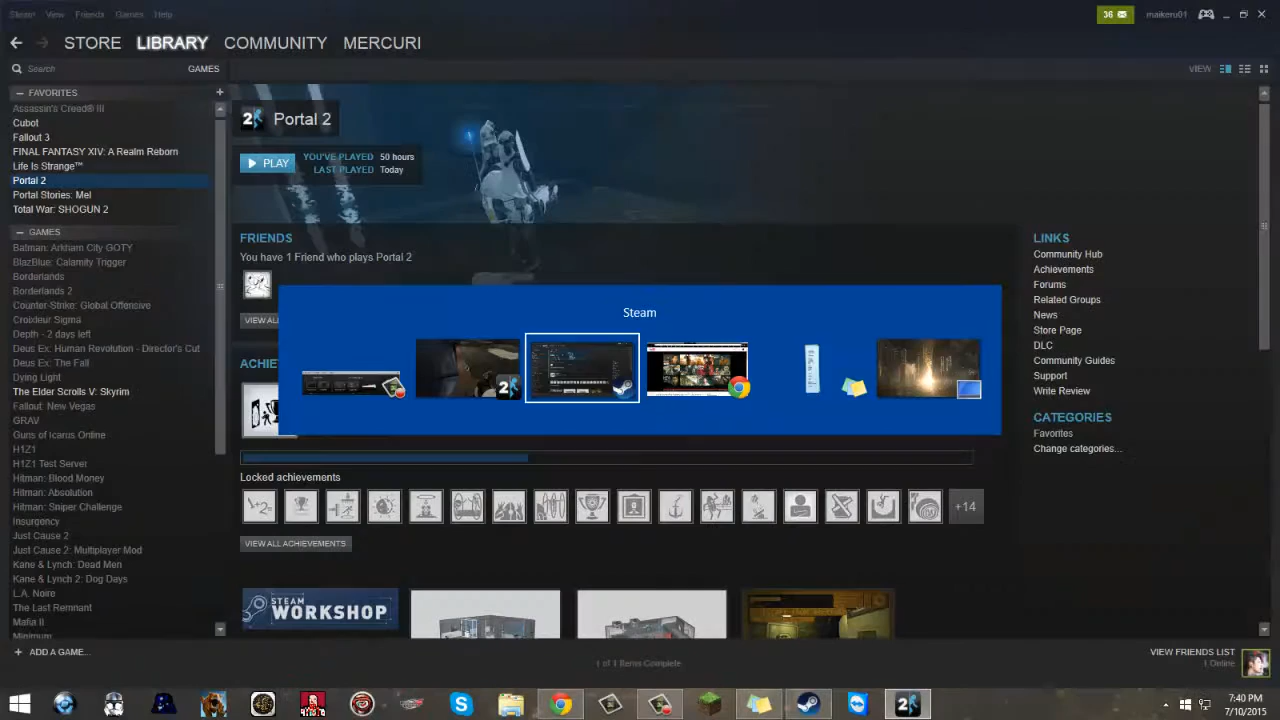 Steam View Friends Games Help
36 maikeru01
STORE LIBRARY COMMUNITY MERCURI
Search GAMES VIEW
FAVORITES
Assassin's Creed® III
Cubot
Fallout 3
FINAL FANTASY XIV: A Realm Reborn
Life Is Strange™
Portal 2
Portal Stories: Mel
Total War: SHOGUN 2
GAMES
Batman: Arkham City GOTY
BlazBlue: Calamity Trigger
Borderlands
Borderlands 2
Counter-Strike: Global Offensive
Croixleur Sigma
Depth - 2 days left
Deus Ex: Human Revolution - Director's Cut
Deus Ex: The Fall
Dying Light
The Elder Scrolls V: Skyrim
Fallout: New Vegas
GRAV
Guns of Icarus Online
H1Z1
H1Z1 Test Server
Hitman: Blood Money
Hitman: Absolution
Hitman: Sniper Challenge
Insurgency
Just Cause 2
Just Cause 2: Multiplayer Mod
Kane & Lynch: Dead Men
Kane & Lynch 2: Dog Days
L.A. Noire
The Last Remnant
Mafia II
Minimum
+ ADD A GAME...
2 Portal 2
PLAY
YOU'VE PLAYED 50 hours
LAST PLAYED Today
FRIENDS
You have 1 Friend who plays Portal 2
VIEW AL
ACHIE
Steam
2
Locked achievements
+14
VIEW ALL ACHIEVEMENTS
STEAM
WORKSHOP
LINKS
Community Hub
Achievements
Forums
Related Groups
News
Store Page
DLC
Community Guides
Support
Write Review
CATEGORIES
Favorites
Change categories...
1 of 1 Items Complete
VIEW FRIENDS LIST
1 Online
2
7:40 PM
7/10/2015